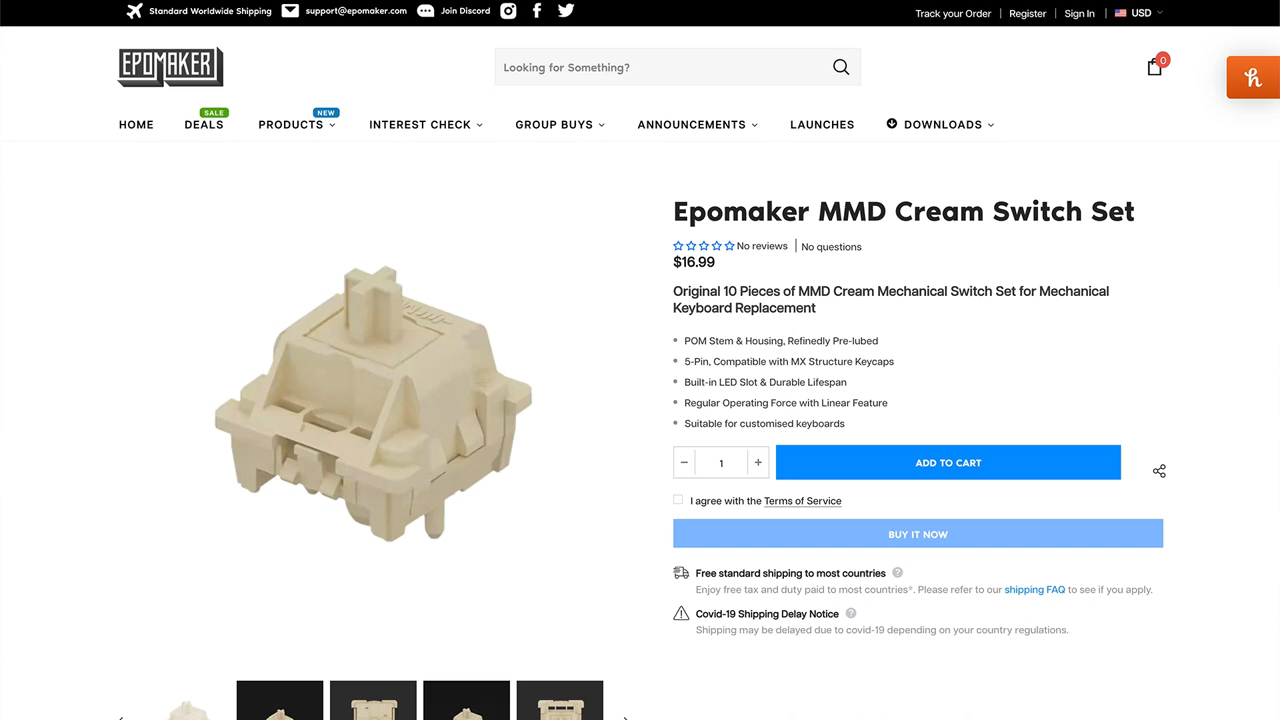 Standard Worldwide Shipping
support@epomaker.com
Join Discord
Track your Order
Register
Sign In
USD
EPOMAKER
Looking for Something?
0
SALE
NEW
HOME
DEALS
PRODUCTS
INTEREST CHECK
GROUP BUYS
ANNOUNCEMENTS
LAUNCHES
DOWNLOADS
Epomaker MMD Cream Switch Set
No reviews
No questions
$16.99
Original 10 Pieces of MMD Cream Mechanical Switch Set for Mechanical
Keyboard Replacement
POM Stem & Housing, Refinedly Pre-lubed
5-Pin, Compatible with MX Structure Keycaps
Built-in LED Slot & Durable Lifespan
Regular Operating Force with Linear Feature
Suitable for customised keyboards
− 1 +
ADD TO CART
I agree with the Terms of Service
BUY IT NOW
Free standard shipping to most countries ?
Enjoy free tax and duty paid to most countries*. Please refer to our shipping FAQ to see if you apply.
Covid-19 Shipping Delay Notice ?
Shipping may be delayed due to covid-19 depending on your country regulations.